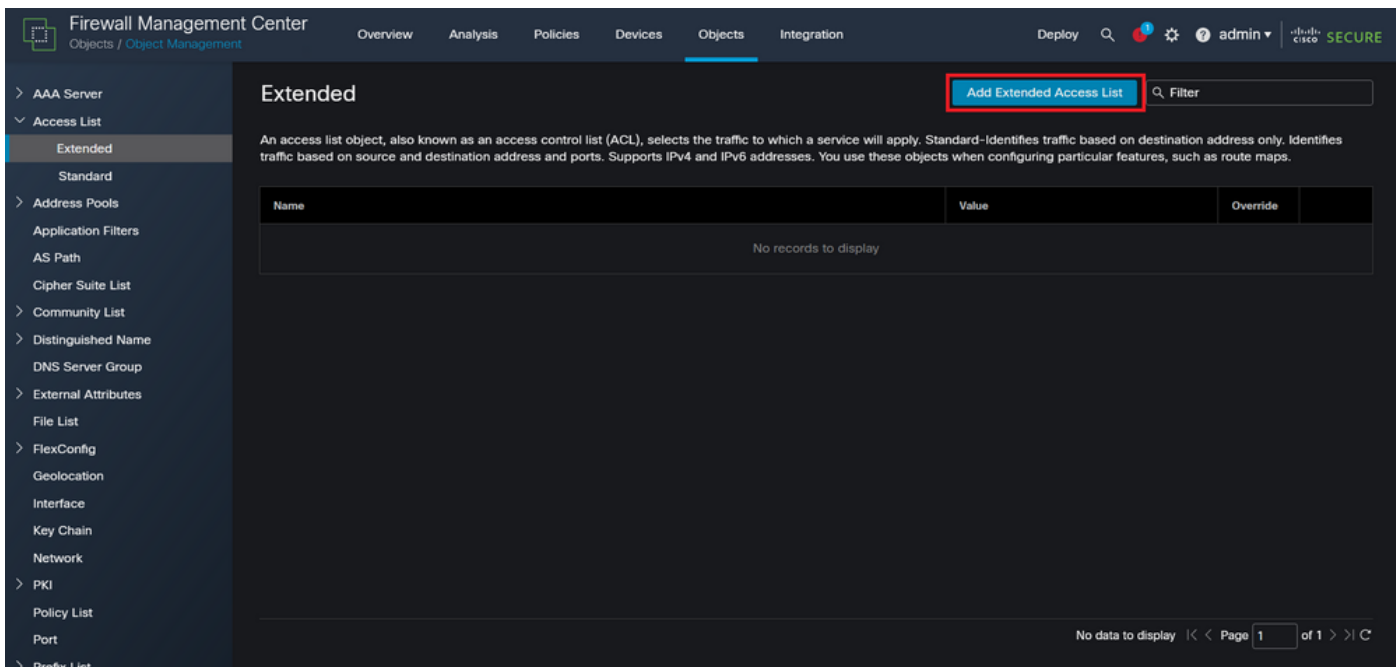 Firewall Management Center
Objects / Object Management
Overview
Analysis
Policies
Devices
Objects
Integration
Deploy
1
admin
cisco SECURE
AAA Server
Access List
Extended
Standard
Address Pools
Application Filters
AS Path
Cipher Suite List
Community List
Distinguished Name
DNS Server Group
External Attributes
File List
FlexConfig
Geolocation
Interface
Key Chain
Network
PKI
Policy List
Port
Prefix List
Extended
Add Extended Access List
Filter
An access list object, also known as an access control list (ACL), selects the traffic to which a service will apply. Standard-Identifies traffic based on destination address only. Identifies
traffic based on source and destination address and ports. Supports IPv4 and IPv6 addresses. You use these objects when configuring particular features, such as route maps.
Name
Value
Override
No records to display
No data to display |< < Page 1 of 1 > >|